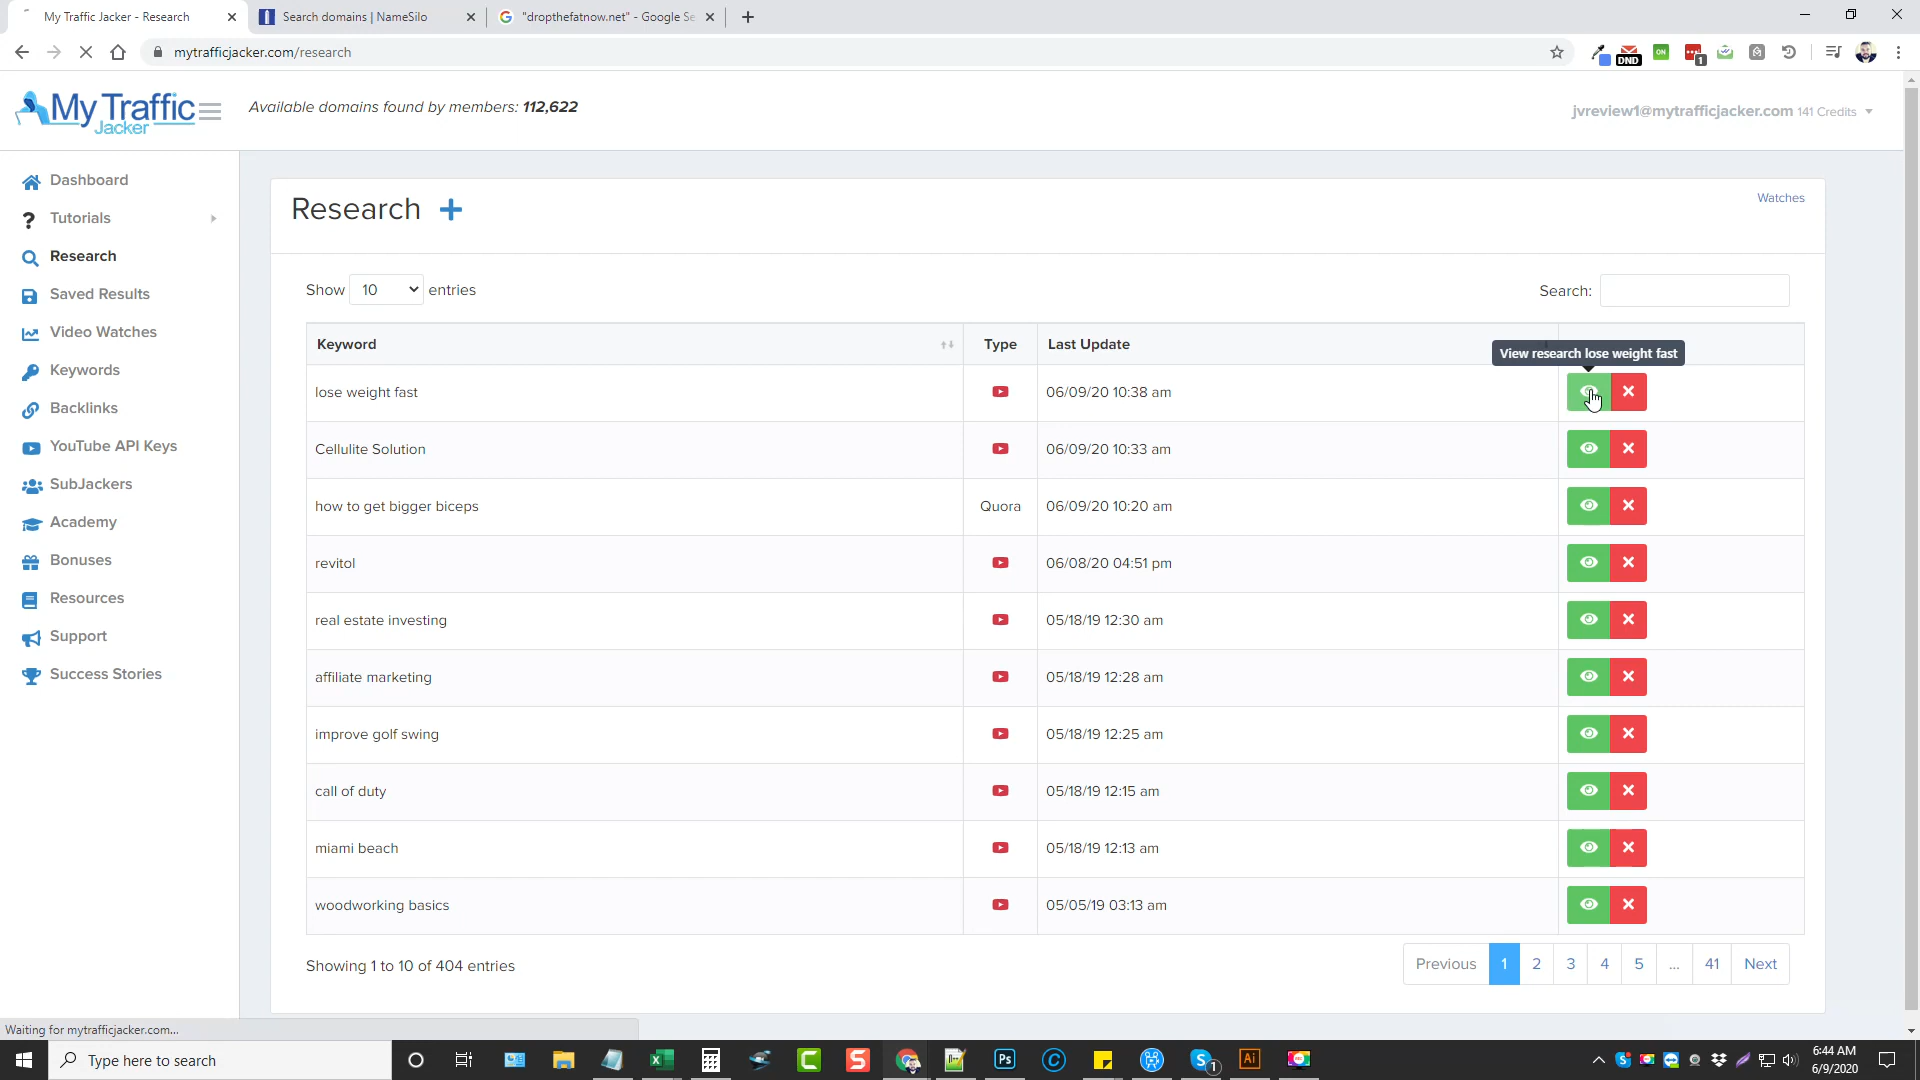 My Traffic Jacker - Research
Search domains | NameSilo
"dropthefatnow.net" - Google Se
mytrafficjacker.com/research
DND
ON
1
My Traffic
Jacker
Available domains found by members: 112,622
jvreview1@mytrafficjacker.com 141 Credits
Dashboard
Tutorials
Research
Saved Results
Video Watches
Keywords
Backlinks
YouTube API Keys
SubJackers
Academy
Bonuses
Resources
Support
Success Stories
Research
Watches
Show 10 entries
Search:
Keyword Type Last Update
View research lose weight fast
lose weight fast 06/09/20 10:38 am
Cellulite Solution 06/09/20 10:33 am
how to get bigger biceps Quora 06/09/20 10:20 am
revitol 06/08/20 04:51 pm
real estate investing 05/18/19 12:30 am
affiliate marketing 05/18/19 12:28 am
improve golf swing 05/18/19 12:25 am
call of duty 05/18/19 12:15 am
miami beach 05/18/19 12:13 am
woodworking basics 05/05/19 03:13 am
Showing 1 to 10 of 404 entries
Previous 1 2 3 4 5 ... 41 Next
Waiting for mytrafficjacker.com...
Type here to search
Ps
Ai
1
6:44 AM
6/9/2020